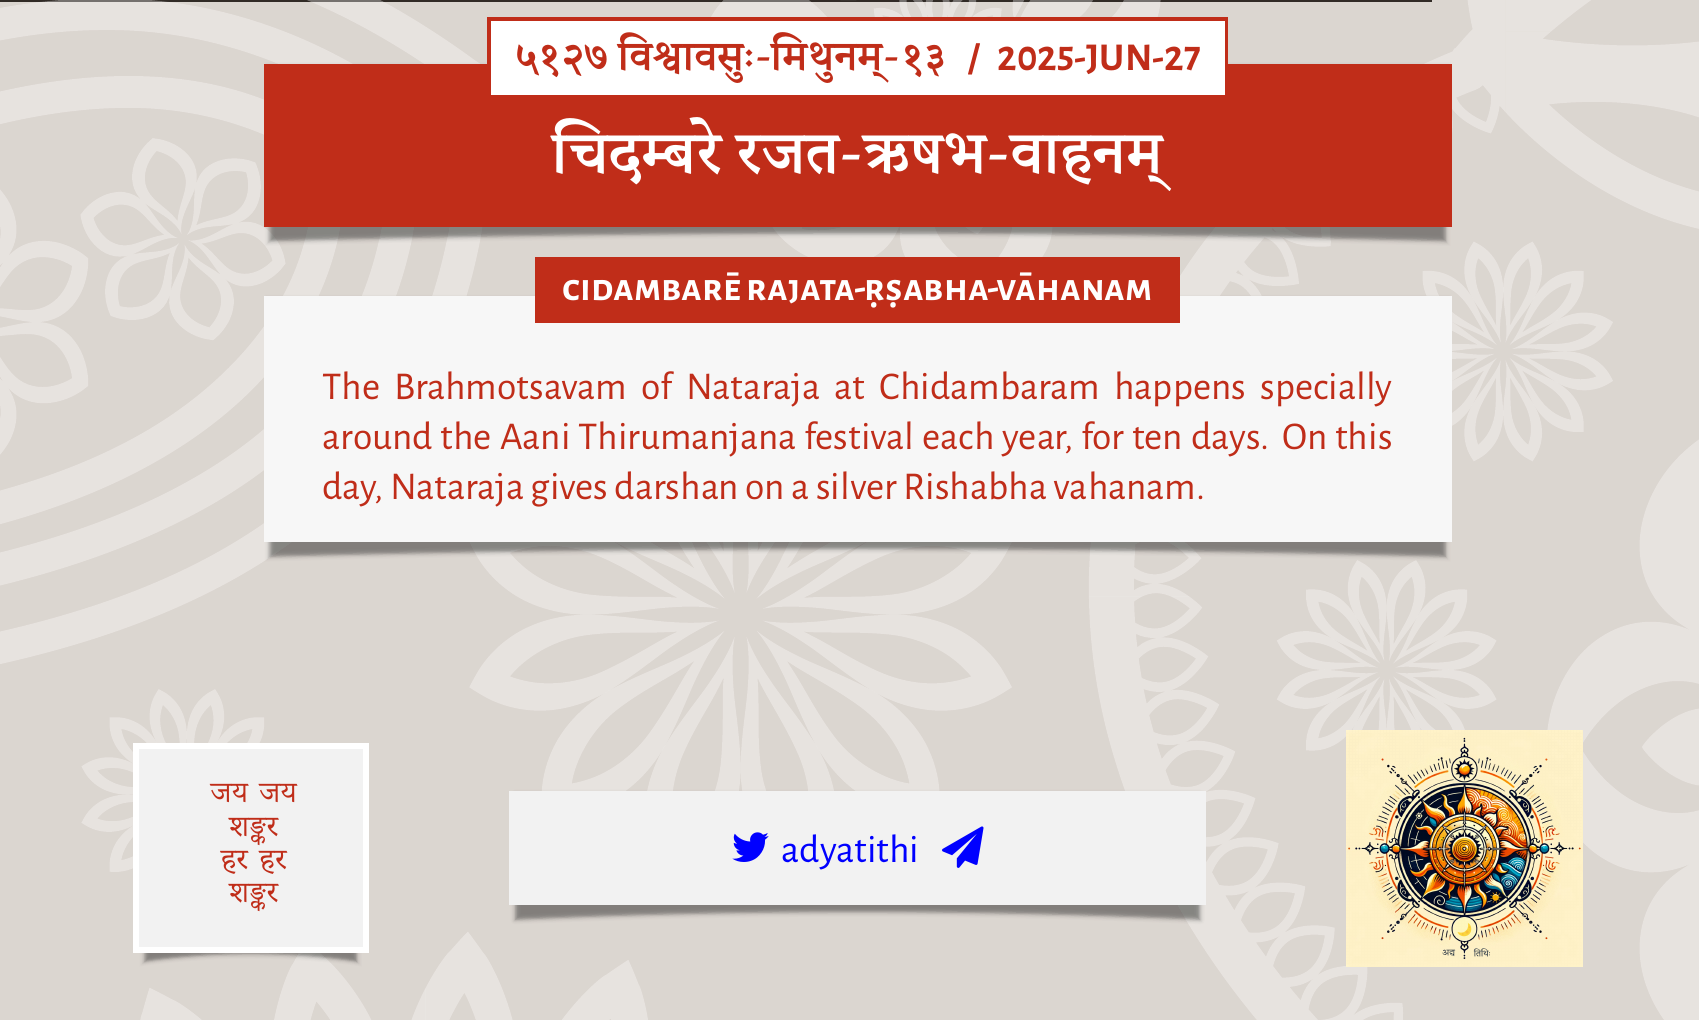 ५१२७ विश्वावसुः-मिथुनम्-१३ / 2025-JUN-27
चिदम्बरे रजत-ऋषभ-वाहनम्
CIDAMBARĒ RAJATA-ṚṢABHA-VĀHANAM
The Brahmotsavam of Nataraja at Chidambaram happens specially
around the Aani Thirumanjana festival each year, for ten days. On this
day, Nataraja gives darshan on a silver Rishabha vahanam.
जय जय
शङ्कर
हर हर
शङ्कर
adyatithi
अद्य तिथिः